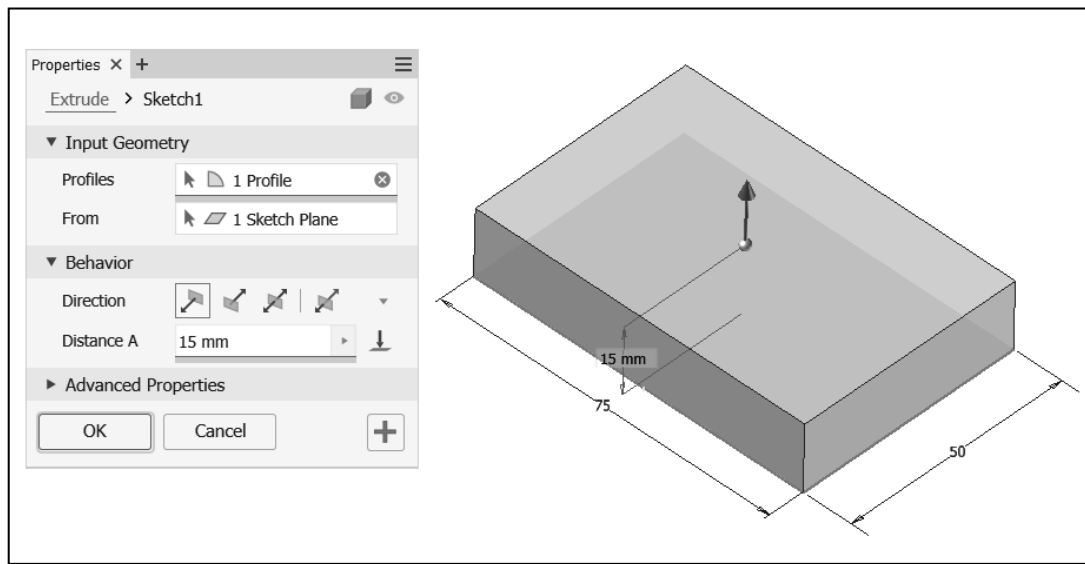 Properties × +
Extrude > Sketch1
▼ Input Geometry
Profiles 1 Profile
From 1 Sketch Plane
▼ Behavior
Direction
Distance A 15 mm
► Advanced Properties
OK Cancel +
15 mm
75
50